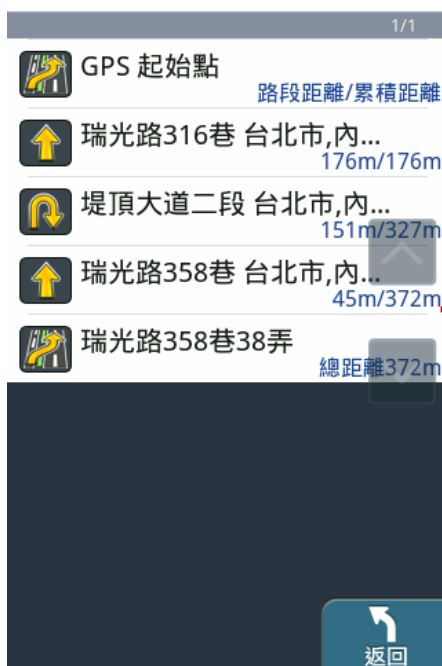 1/1
GPS 起始點
路段距離/累積距離
瑞光路316巷 台北市,內...
176m/176m
堤頂大道二段 台北市,內...
151m/327m
瑞光路358巷 台北市,內...
45m/372m
瑞光路358巷38弄
總距離372m
返回